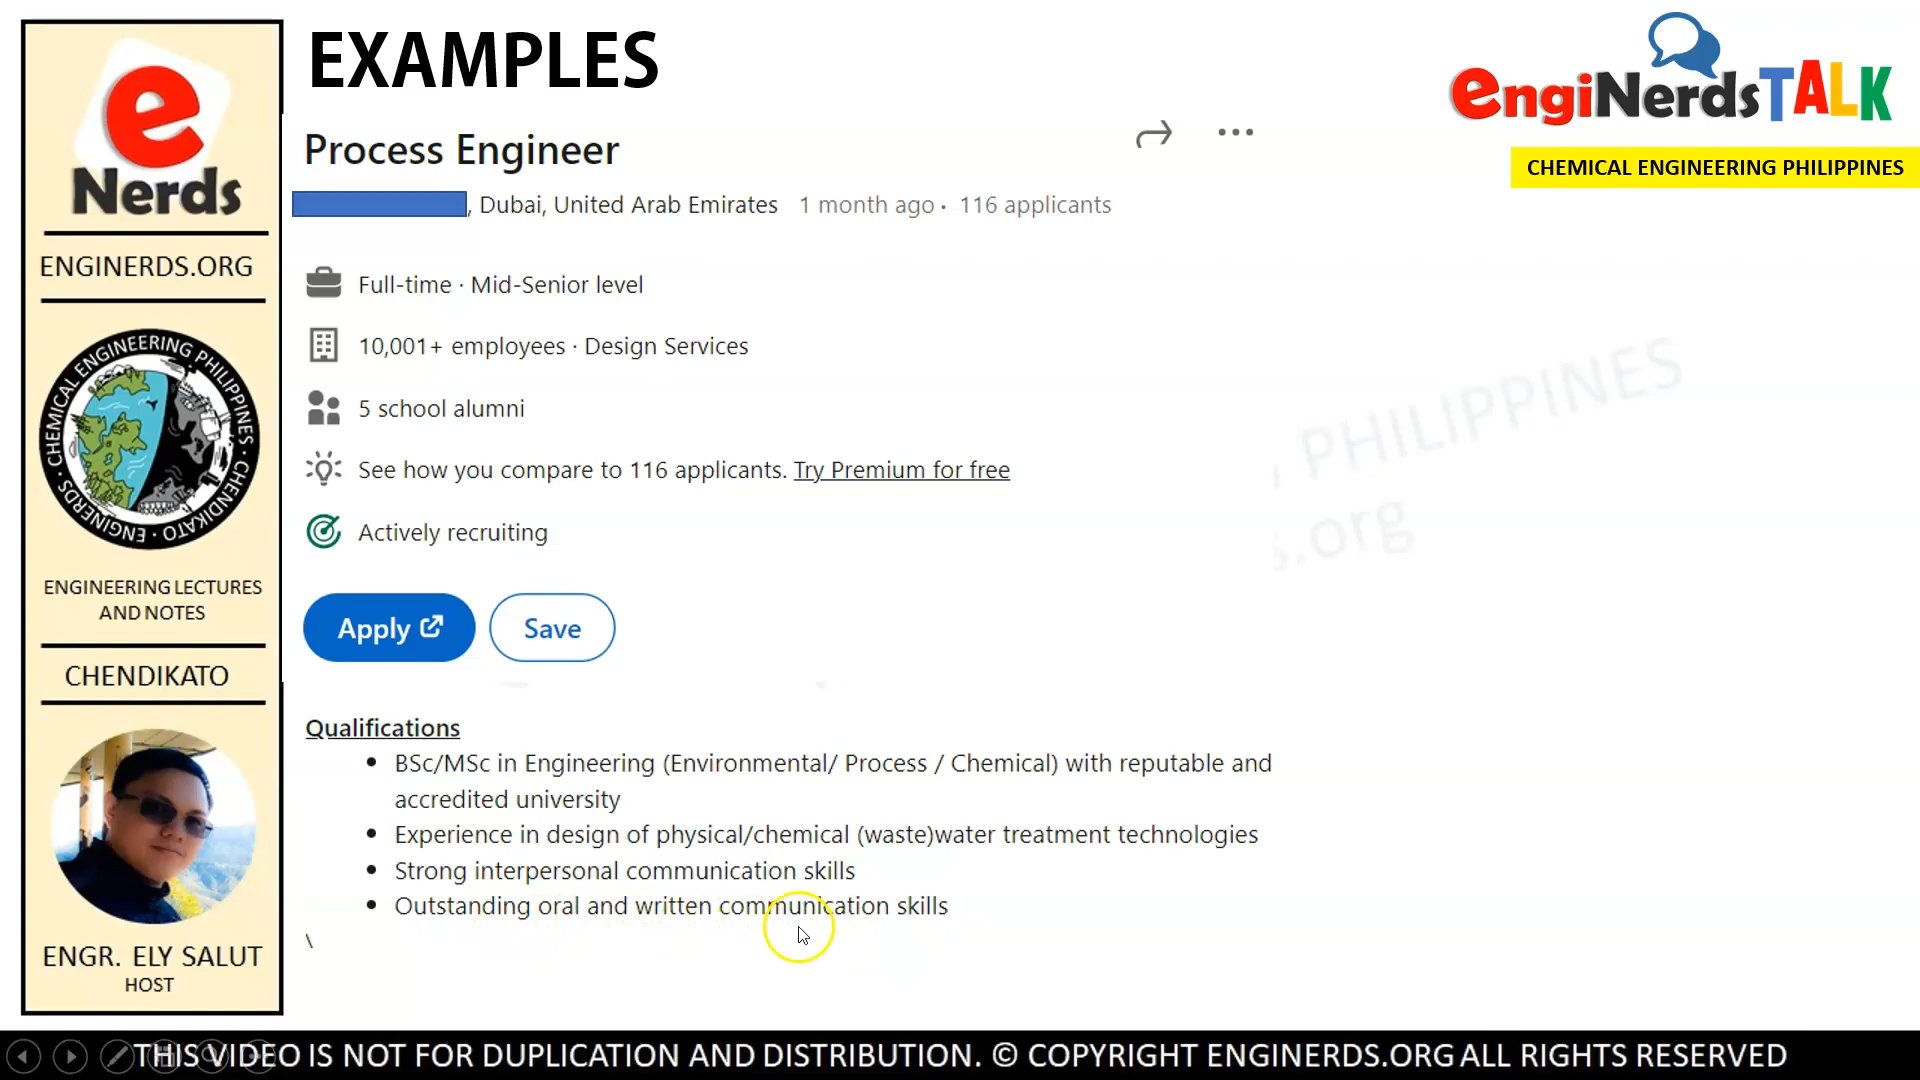 EXAMPLES
engiNerdsTALK
CHEMICAL ENGINEERING PHILIPPINES
e
Nerds
ENGINERDS.ORG
CHEMICAL ENGINEERING PHILIPPINES · CHENDIKATO · ENGINERDS ·
ENGINEERING LECTURES
AND NOTES
CHENDIKATO
ENGR. ELY SALUT
HOST
Process Engineer
, Dubai, United Arab Emirates 1 month ago · 116 applicants
Full-time · Mid-Senior level
10,001+ employees · Design Services
5 school alumni
See how you compare to 116 applicants. Try Premium for free
Actively recruiting
Apply
Save
, PHILIPPINES
s.org
Qualifications
• BSc/MSc in Engineering (Environmental/ Process / Chemical) with reputable and
accredited university
• Experience in design of physical/chemical (waste)water treatment technologies
• Strong interpersonal communication skills
• Outstanding oral and written communication skills
\
THIS VIDEO IS NOT FOR DUPLICATION AND DISTRIBUTION. © COPYRIGHT ENGINERDS.ORG ALL RIGHTS RESERVED